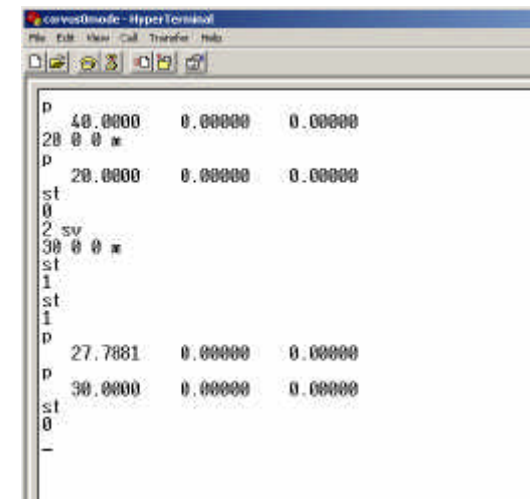 corvus0mode - HyperTerminal
File Edit View Call Transfer Help
p
40.0000 0.00000 0.00000
20 0 0 m
p
20.0000 0.00000 0.00000
st
0
2 sv
30 0 0 m
st
1
st
1
p
27.7881 0.00000 0.00000
p
30.0000 0.00000 0.00000
st
0
_